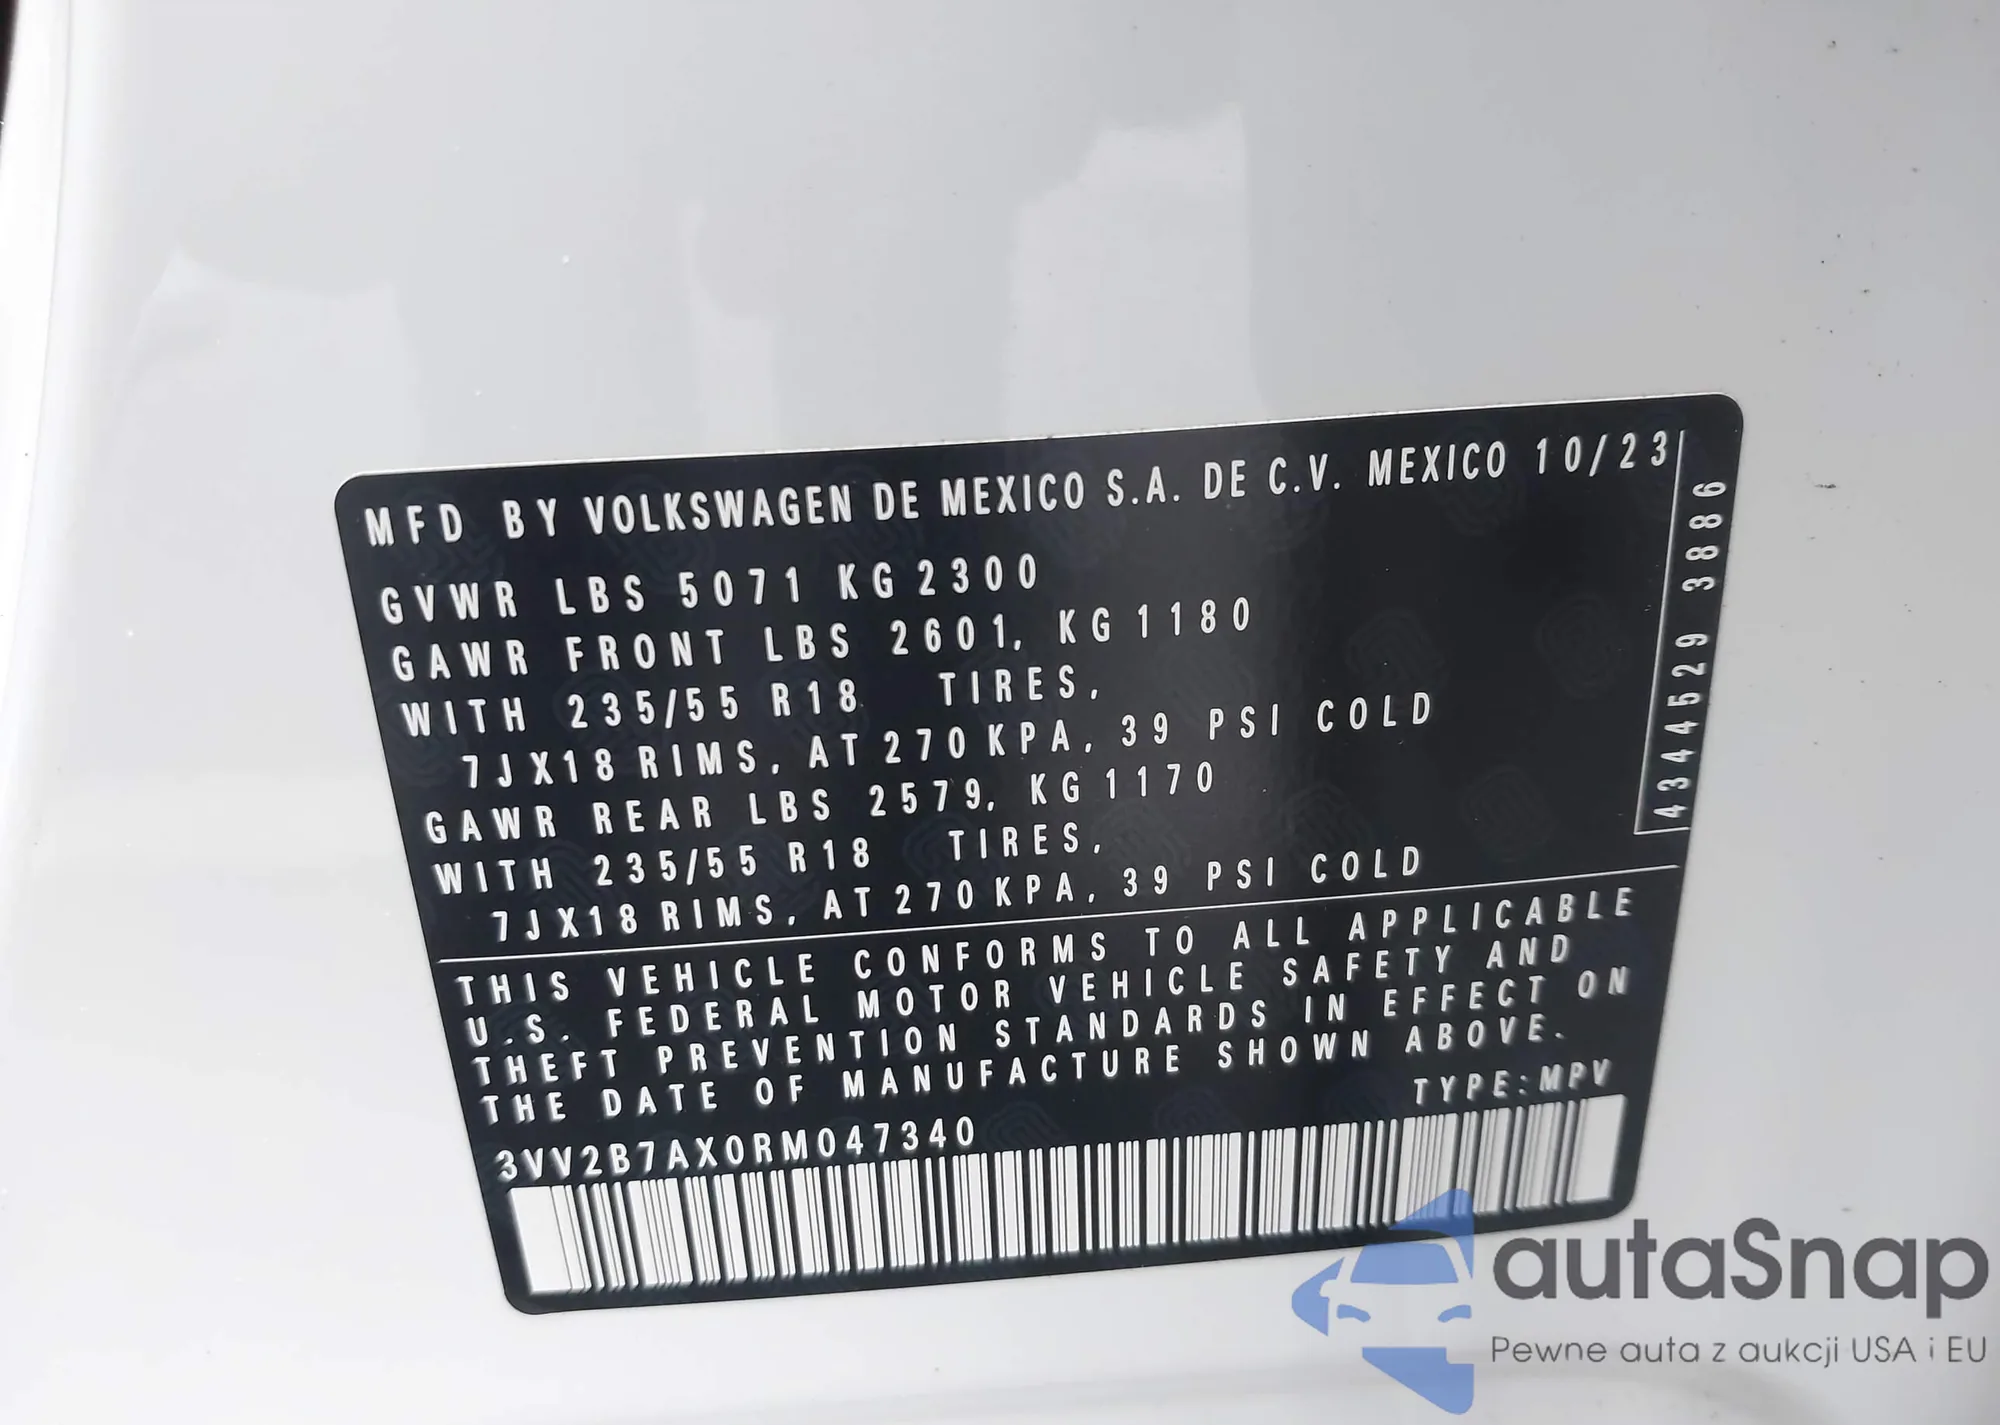 MFD BY VOLKSWAGEN DE MEXICO S.A. DE C.V. MEXICO 10/23
GVWR LBS 5071 KG 2300
GAWR FRONT LBS 2601, KG 1180
WITH 235/55 R18 TIRES,
7JX18 RIMS, AT 270 KPA, 39 PSI COLD
GAWR REAR LBS 2579, KG 1170
WITH 235/55 R18 TIRES,
7JX18 RIMS, AT 270 KPA, 39 PSI COLD
4344529 3886
THIS VEHICLE CONFORMS TO ALL APPLICABLE
U.S. FEDERAL MOTOR VEHICLE SAFETY AND
THEFT PREVENTION STANDARDS IN EFFECT ON
THE DATE OF MANUFACTURE SHOWN ABOVE.
TYPE:MPV
3VV2B7AX0RM047340
autaSnap
Pewne auta z aukcji USA i EU